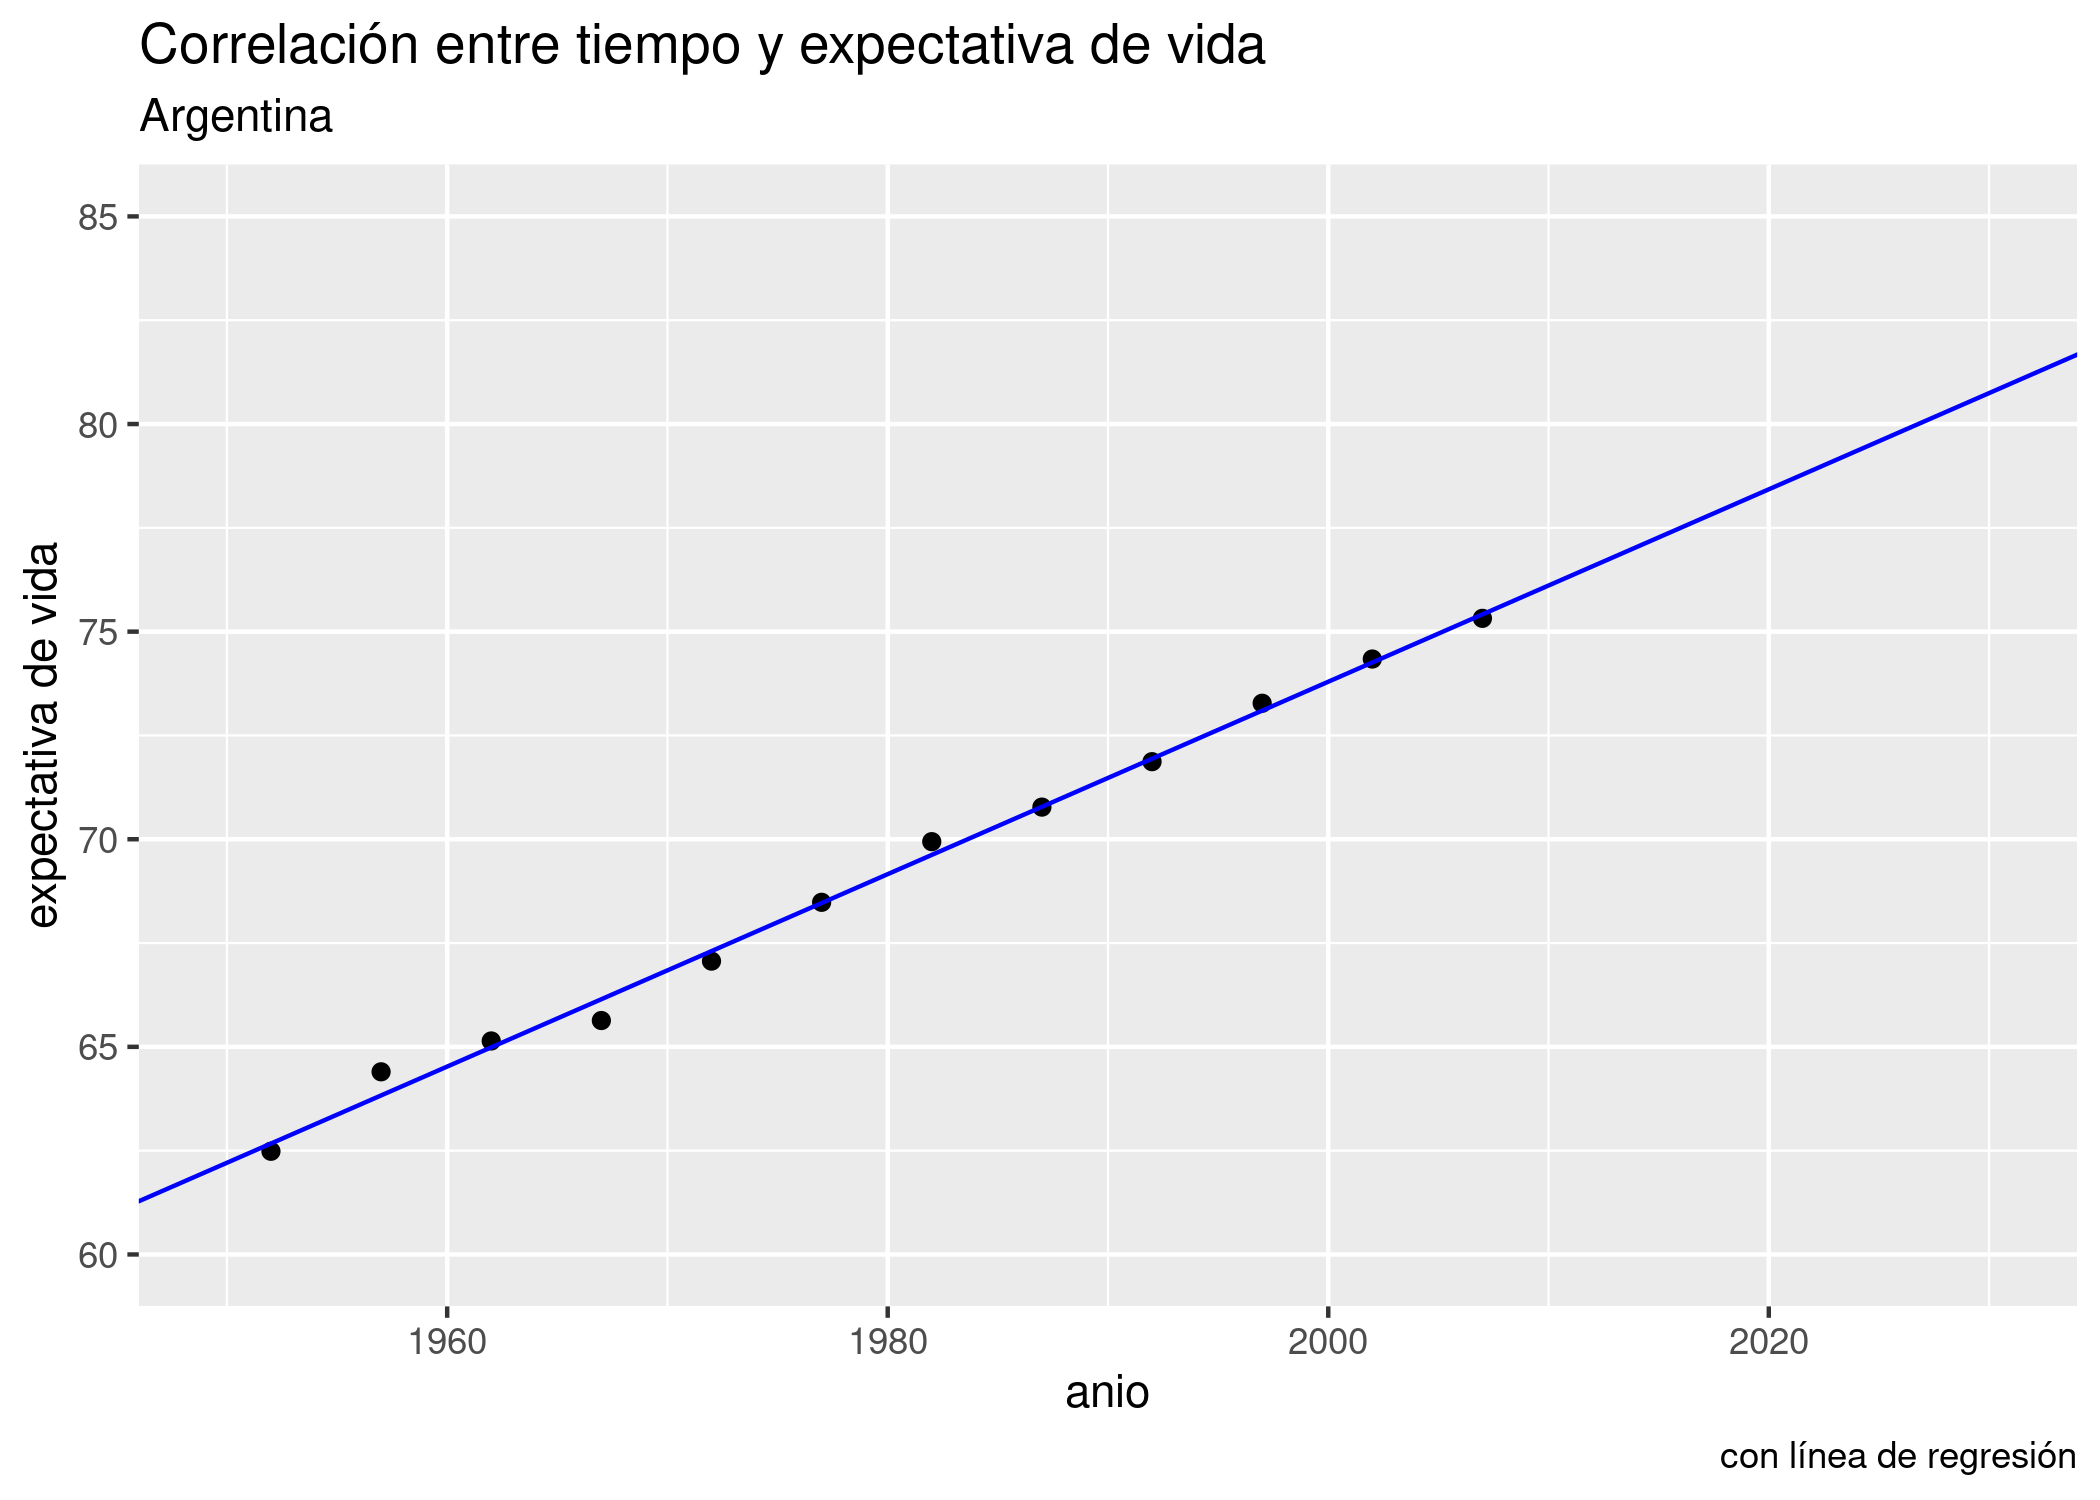 Correlación entre tiempo y expectativa de vida
Argentina
expectativa de vida
85
80
75
70
65
60
1960 1980 2000 2020
anio
con línea de regresión